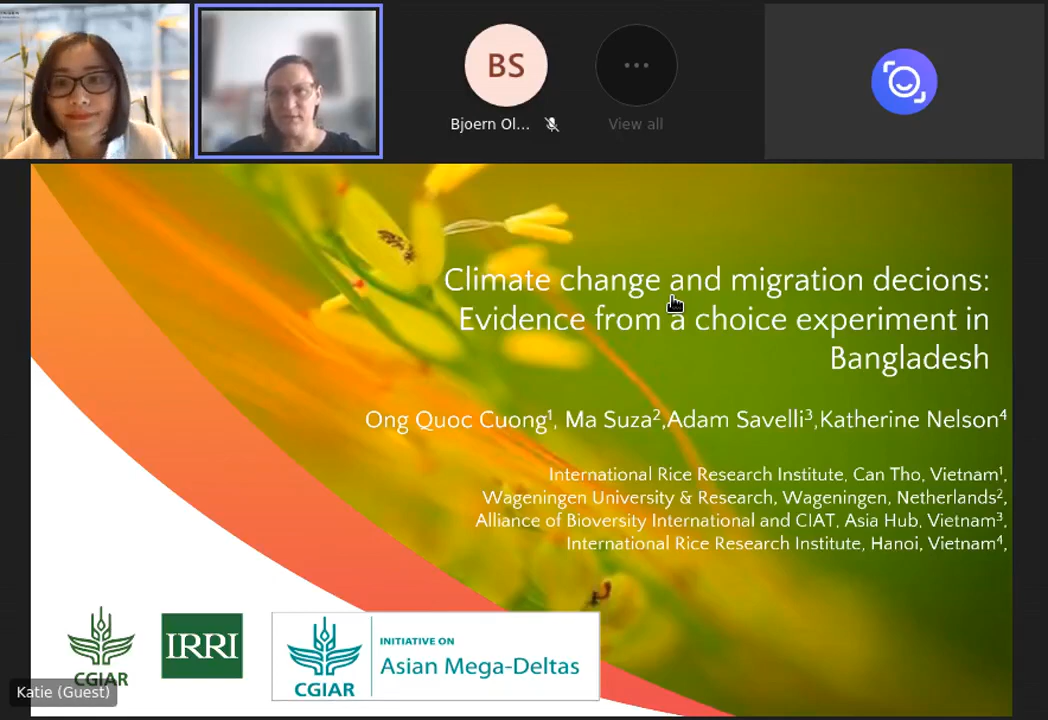 BS
Bjoern Ol...
View all
Climate change and migration decions:
Evidence from a choice experiment in
Bangladesh
Ong Quoc Cuong¹, Ma Suza²,Adam Savelli³,Katherine Nelson⁴
International Rice Research Institute, Can Tho, Vietnam¹,
Wageningen University & Research, Wageningen, Netherlands²,
Alliance of Bioversity International and CIAT, Asia Hub, Vietnam³,
International Rice Research Institute, Hanoi, Vietnam⁴,
CGIAR
IRRI
CGIAR
INITIATIVE ON
Asian Mega-Deltas
Katie (Guest)